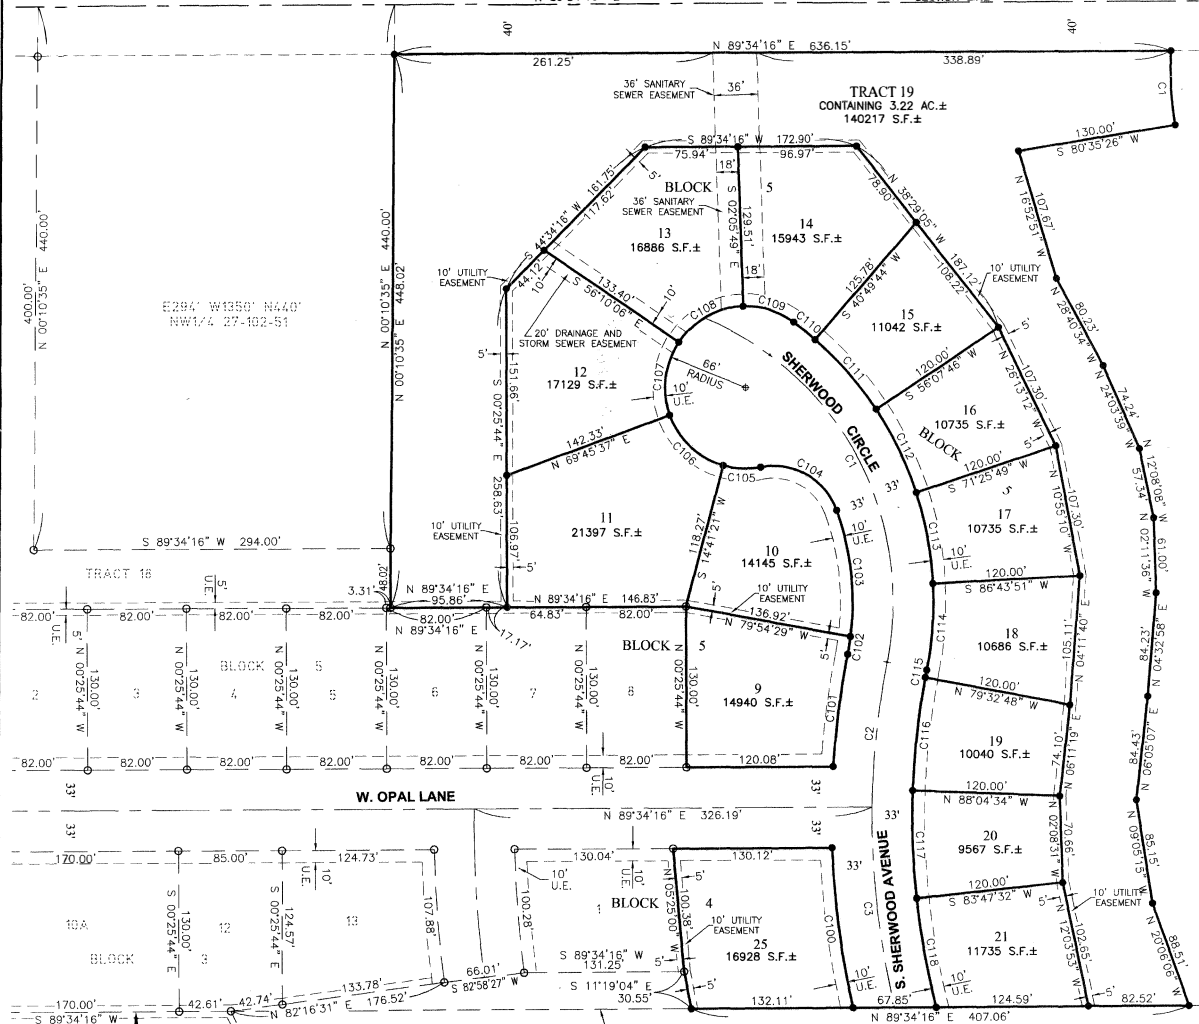 40'
40'
N 89'34'16" E 636.15'
261.25'
338.89'
36' SANITARY
SEWER EASEMENT
36'
TRACT 19
CONTAINING 3.22 AC.±
140217 S.F.±
C1
130.00'
S 80'35'26" W
S 89'34'16" W 172.90'
75.94'
96.97'
18'
5'
BLOCK 5
36' SANITARY
SEWER EASEMENT
S 02'05'49" E
129.51'
18'
S 44'34'16" W 161.75'
117.62'
44.12'
10'
13
16886 S.F.±
14
15943 S.F.±
N 38'29'05" W 187.12'
78.90'
108.22'
N 16'52'51" W
107.67'
400.00'
N 00'10'35" E 440.00'
N 00'10'35" E 440.00'
N 00'10'35" E 448.02'
E294' W1350' N440'
NW1/4 27-102-51
10' UTILITY
EASEMENT
133.40'
S 56'10'06" E
10'
20' DRAINAGE AND
STORM SEWER EASEMENT
C108
C109
C110
125.78'
S 40'49'44" W
15
11042 S.F.±
10' UTILITY
EASEMENT
5'
80.23'
N 28'40'34" W
5'
151.66'
S 00'25'44" E 258.63'
12
17129 S.F.±
C107
66'
RADIUS
10'
U.E.
SHERWOOD CIRCLE
C111
120.00'
S 56'07'46" W
107.30'
N 26'13'12" W
74.24'
N 24'03'39" W
16
10735 S.F.±
BLOCK 5
142.33'
N 69'45'37" E
C106
C105
C104
C1
C112
33'
33'
120.00'
S 71'25'49" W
5'
N 12'08'08" W
57.34'
10' UTILITY
EASEMENT
106.97'
11
21397 S.F.±
118.27'
S 14'41'21" W
10
14145 S.F.±
10'
U.E.
C103
C113
17
10735 S.F.±
107.30'
N 10'55'10" W
N 02'11'36" W
61.00'
10'
U.E.
S 89'34'16" W 294.00'
TRACT 18
5'
U.E.
3.31'
48.02'
N 89'34'16" E
95.86'
5'
N 89'34'16" E 146.83'
5'
10' UTILITY
EASEMENT
120.00'
S 86'43'51" W
82.00'
82.00'
82.00'
82.00'
82.00'
N 89'34'16" E
17.17'
64.83'
82.00'
136.92'
N 79'54'29" W
5'
U.E.
BLOCK 5
C102
C114
18
10686 S.F.±
105.11'
N 04'11'40" E
84.23'
N 04'32'58" E
5'
BLOCK 5
2
3
4
5
6
7
8
130.00'
N 00'25'44" W
130.00'
N 00'25'44" W
130.00'
N 00'25'44" W
130.00'
N 00'25'44" W
130.00'
N 00'25'44" W
130.00'
N 00'25'44" W
130.00'
N 00'25'44" W
9
14940 S.F.±
C101
C115
120.00'
N 79'32'48" W
C2
C116
19
10040 S.F.±
74.10'
N 06'11'19" E
84.43'
N 06'05'07" E
82.00'
82.00'
82.00'
82.00'
82.00'
82.00'
82.00'
10'
U.E.
120.08'
33'
W. OPAL LANE
33'
N 88'04'34" W
120.00'
N 89'34'16" E 326.19'
33'
33'
33'
33'
C117
20
9567 S.F.±
70.66'
N 02'08'31" W
85.15'
N 09'05'15" W
170.00'
85.00'
124.73'
10'
U.E.
130.04'
10'
U.E.
10'
U.E.
130.12'
120.00'
S 83'47'32" W
5'
10' UTILITY
EASEMENT
S. SHERWOOD AVENUE
10A
130.00'
S 00'25'44" E
12
124.57'
S 00'25'44" E
13
107.88'
100.28'
1
BLOCK 4
N 05'25'00" W
100.38'
5'
10' UTILITY
EASEMENT
25
16928 S.F.±
C100
C3
21
11735 S.F.±
102.65'
N 12'03'53" W
88.51'
N 20'06'06" W
BLOCK 3
S 89'34'16" W
131.25'
5'
66.01'
S 82'58'27" W
S 11'19'04" E
30.55'
5'
C118
10'
U.E.
5'
133.78'
170.00'
42.61'
42.74'
S 89'34'16" W
N 82'16'31" E 176.52'
132.11'
67.85'
124.59'
82.52'
N 89'34'16" E 407.06'